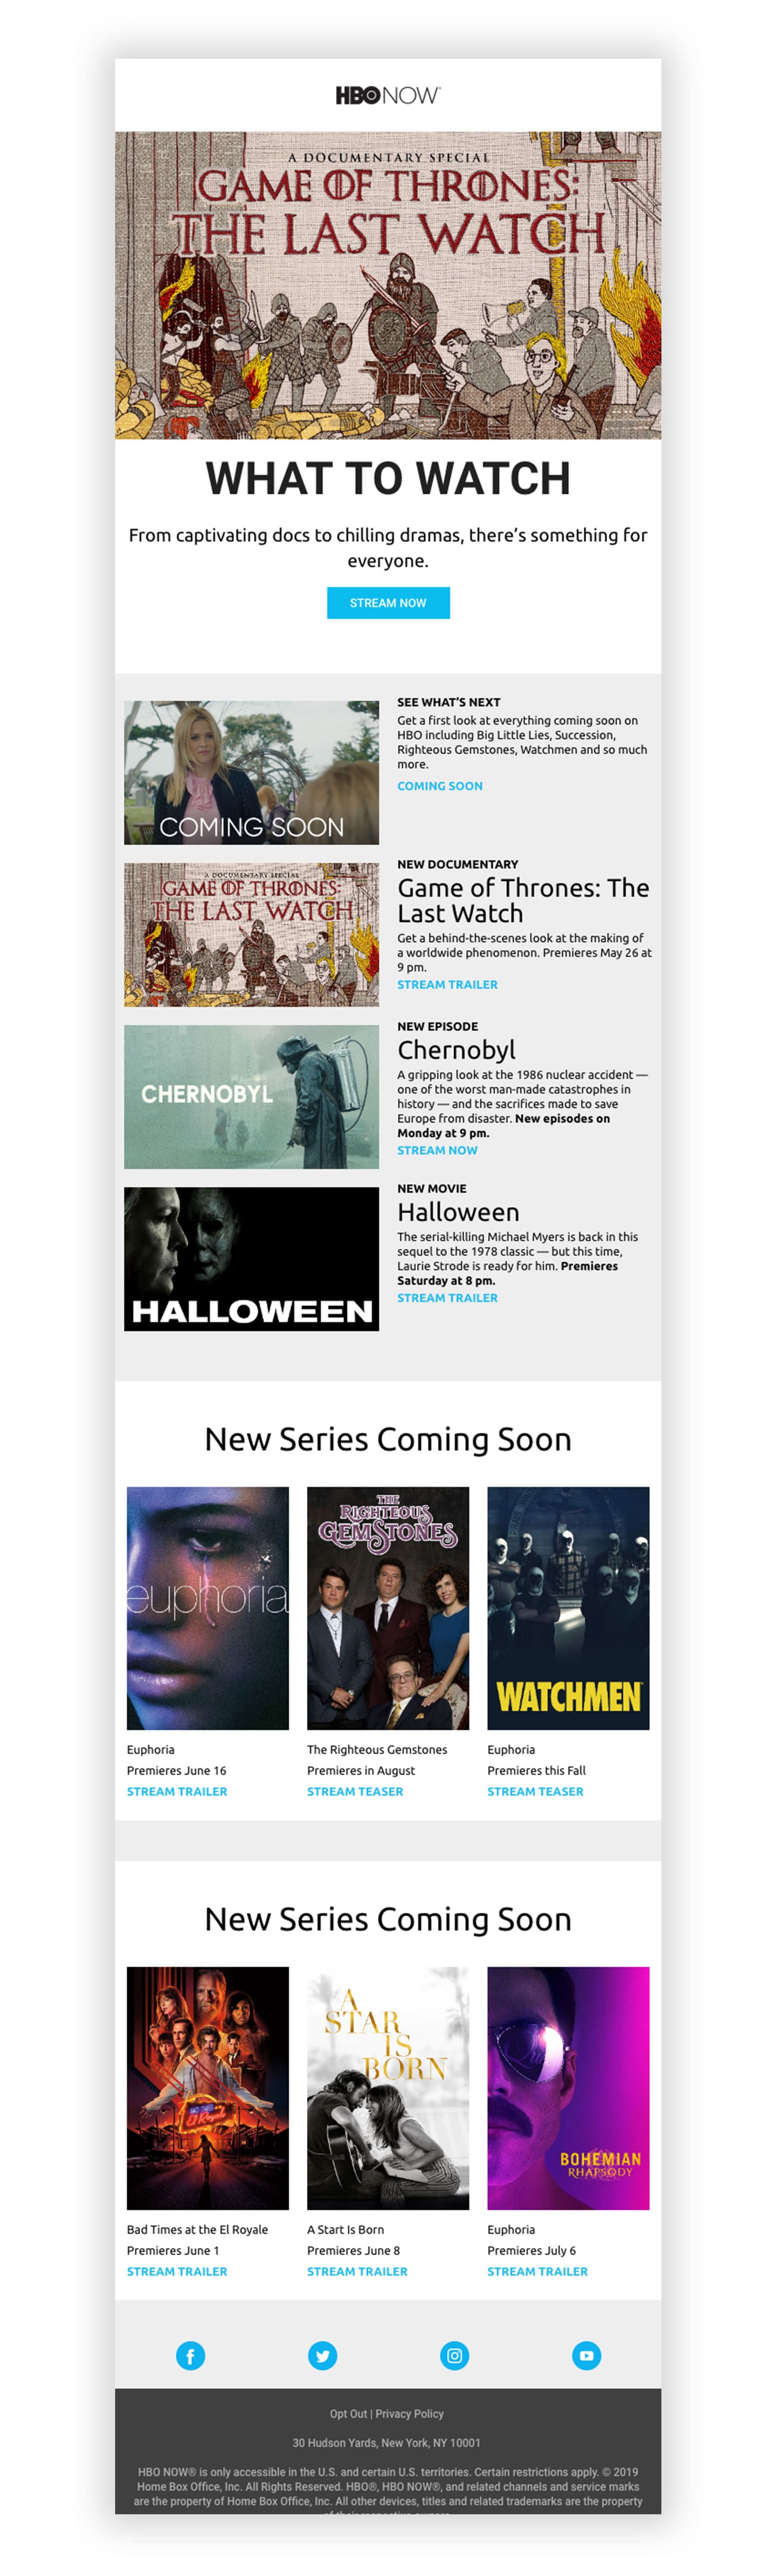 HBO NOW
A DOCUMENTARY SPECIAL
GAME OF THRONES:
THE LAST WATCH
WHAT TO WATCH
From captivating docs to chilling dramas, there's something for
everyone.
STREAM NOW
COMING SOON
SEE WHAT'S NEXT
Get a first look at everything coming soon on
HBO including Big Little Lies, Succession,
Righteous Gemstones, Watchmen and so much
more.
COMING SOON
A DOCUMENTARY SPECIAL
GAME OF THRONES:
THE LAST WATCH
NEW DOCUMENTARY
Game of Thrones: The
Last Watch
Get a behind-the-scenes look at the making of
a worldwide phenomenon. Premieres May 26 at
9 pm.
STREAM TRAILER
CHERNOBYL
NEW EPISODE
Chernobyl
A gripping look at the 1986 nuclear accident —
one of the worst man-made catastrophes in
history — and the sacrifices made to save
Europe from disaster. New episodes on
Monday at 9 pm.
STREAM NOW
HALLOWEEN
NEW MOVIE
Halloween
The serial-killing Michael Myers is back in this
sequel to the 1978 classic — but this time,
Laurie Strode is ready for him. Premieres
Saturday at 8 pm.
STREAM TRAILER
New Series Coming Soon
euphoria
THE
RIGHTEOUS
GEMSTONES
WATCHMEN
Euphoria
Premieres June 16
STREAM TRAILER
The Righteous Gemstones
Premieres in August
STREAM TEASER
Euphoria
Premieres this Fall
STREAM TEASER
New Series Coming Soon
El Royale
A
STAR
IS
BORN
BOHEMIAN
RHAPSODY
Bad Times at the El Royale
Premieres June 1
STREAM TRAILER
A Start Is Born
Premieres June 8
STREAM TRAILER
Euphoria
Premieres July 6
STREAM TRAILER
Opt Out | Privacy Policy
30 Hudson Yards, New York, NY 10001
HBO NOW® is only accessible in the U.S. and certain U.S. territories. Certain restrictions apply. © 2019
Home Box Office, Inc. All Rights Reserved. HBO®, HBO NOW®, and related channels and service marks
are the property of Home Box Office, Inc. All other devices, titles and related trademarks are the property
of their respective owners.